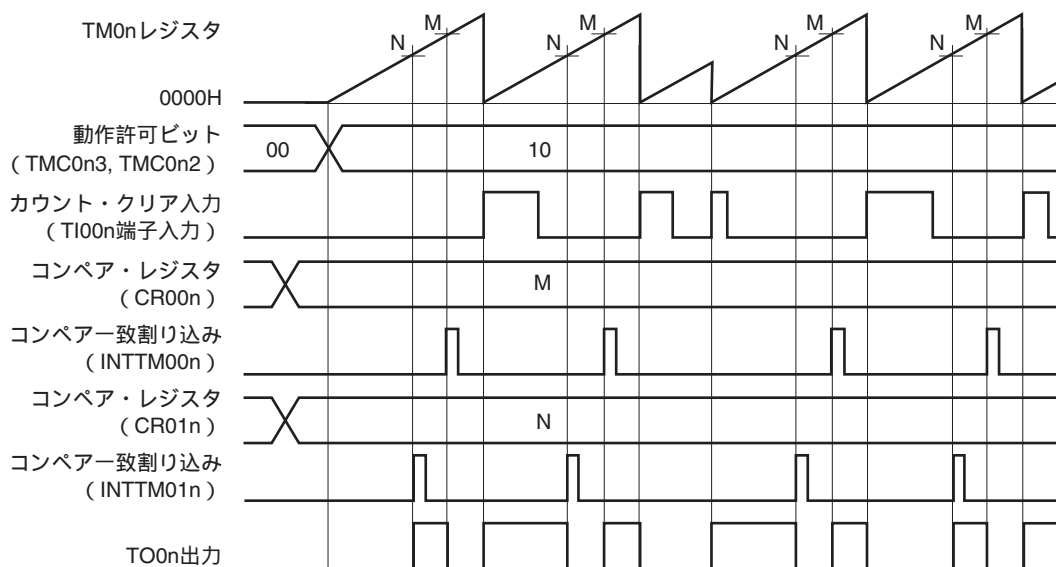 TM0nレジスタ
N
M
N
M
N
M
N
M
0000H
動作許可ビット
（TMC0n3, TMC0n2）
00
10
カウント・クリア入力
（TI00n端子入力）
コンペア・レジスタ
（CR00n）
M
コンペア一致割り込み
（INTTM00n）
コンペア・レジスタ
（CR01n）
N
コンペア一致割り込み
（INTTM01n）
TO0n出力